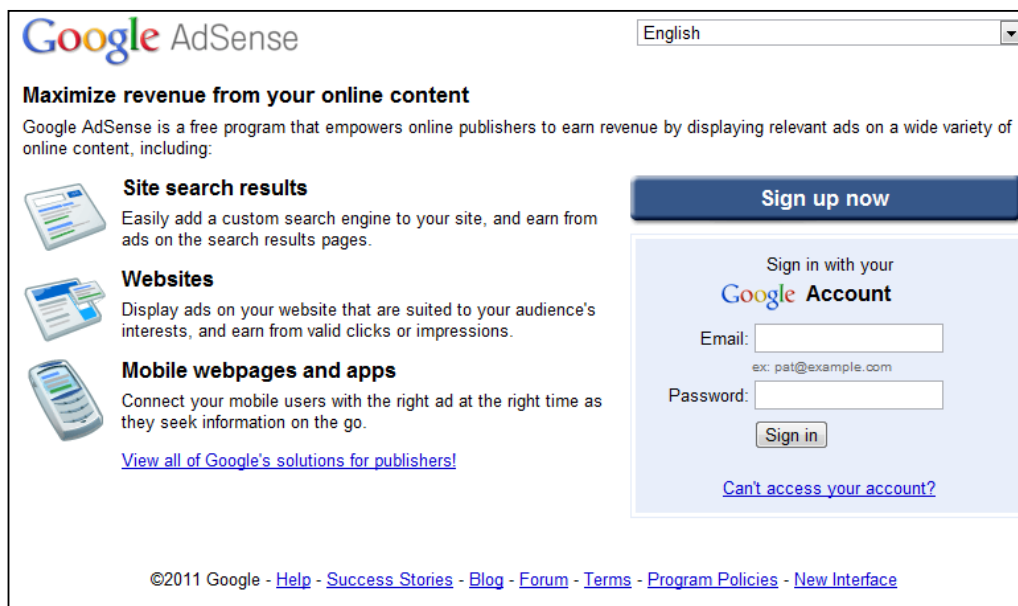 Google AdSense
English
Maximize revenue from your online content
Google AdSense is a free program that empowers online publishers to earn revenue by displaying relevant ads on a wide variety of
online content, including:
Site search results
Easily add a custom search engine to your site, and earn from
ads on the search results pages.
Websites
Display ads on your website that are suited to your audience's
interests, and earn from valid clicks or impressions.
Mobile webpages and apps
Connect your mobile users with the right ad at the right time as
they seek information on the go.
View all of Google's solutions for publishers!
Sign up now
Sign in with your
Google Account
Email:
ex: pat@example.com
Password:
Sign in
Can't access your account?
©2011 Google - Help - Success Stories - Blog - Forum - Terms - Program Policies - New Interface